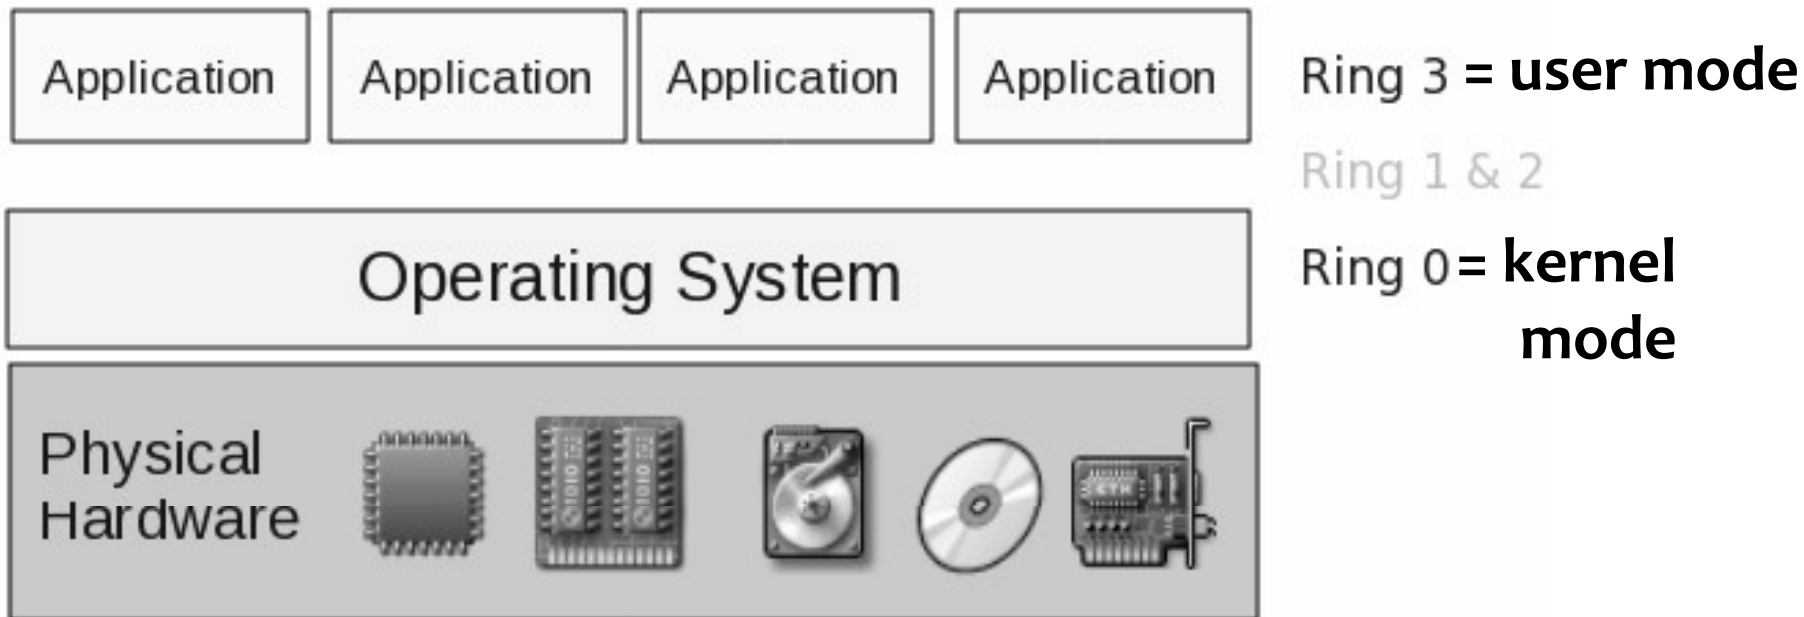 Application Application Application Application Ring 3 = user mode
Ring 1 & 2
Operating System Ring 0 = kernel
mode
Physical
Hardware